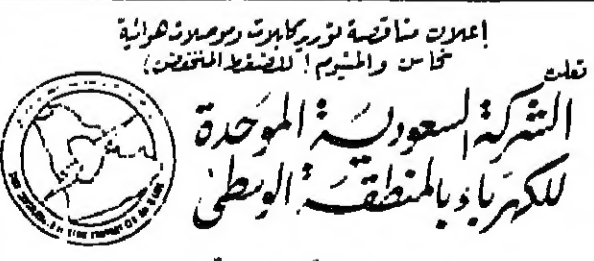 إعلان مناقصة توريد كابلات وموصلات هوائية
نحاس والمنيوم (للضغط المنخفض)
تعلن
الشركة السعودية الموحدة
للكهرباء بالمنطقة الوسطى